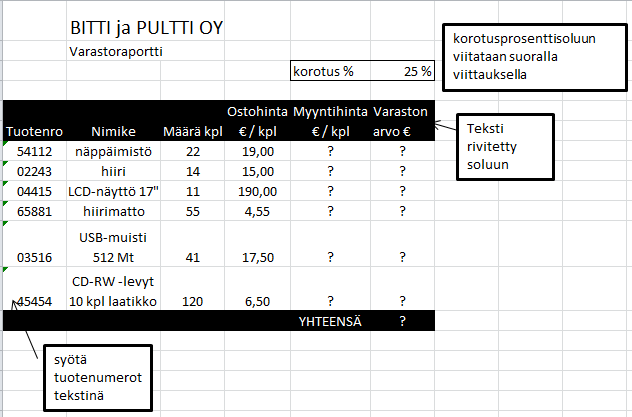 BITTI ja PULTTI OY
Varastoraportti
korotus % 25 %
korotusprosenttisoluun
viitataan suoralla
viittauksella
Ostohinta Myyntihinta Varaston
Tuotenro Nimike Määrä kpl € / kpl € / kpl arvo €
Teksti
rivitetty
soluun
54112 näppäimistö 22 19,00 ? ?
02243 hiiri 14 15,00 ? ?
04415 LCD-näyttö 17" 11 190,00 ? ?
65881 hiirimatto 55 4,55 ? ?
USB-muisti
03516 512 Mt 41 17,50 ? ?
CD-RW -levyt
45454 10 kpl laatikko 120 6,50 ? ?
YHTEENSÄ ?
syötä
tuotenumerot
tekstinä